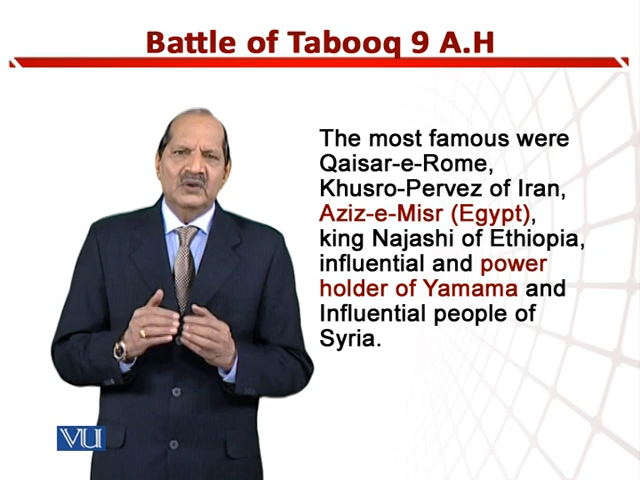 Battle of Tabooq 9 A.H
The most famous were
Qaisar-e-Rome,
Khusro-Pervez of Iran,
Aziz-e-Misr (Egypt),
king Najashi of Ethiopia,
influential and power
holder of Yamama and
Influential people of
Syria.
VU